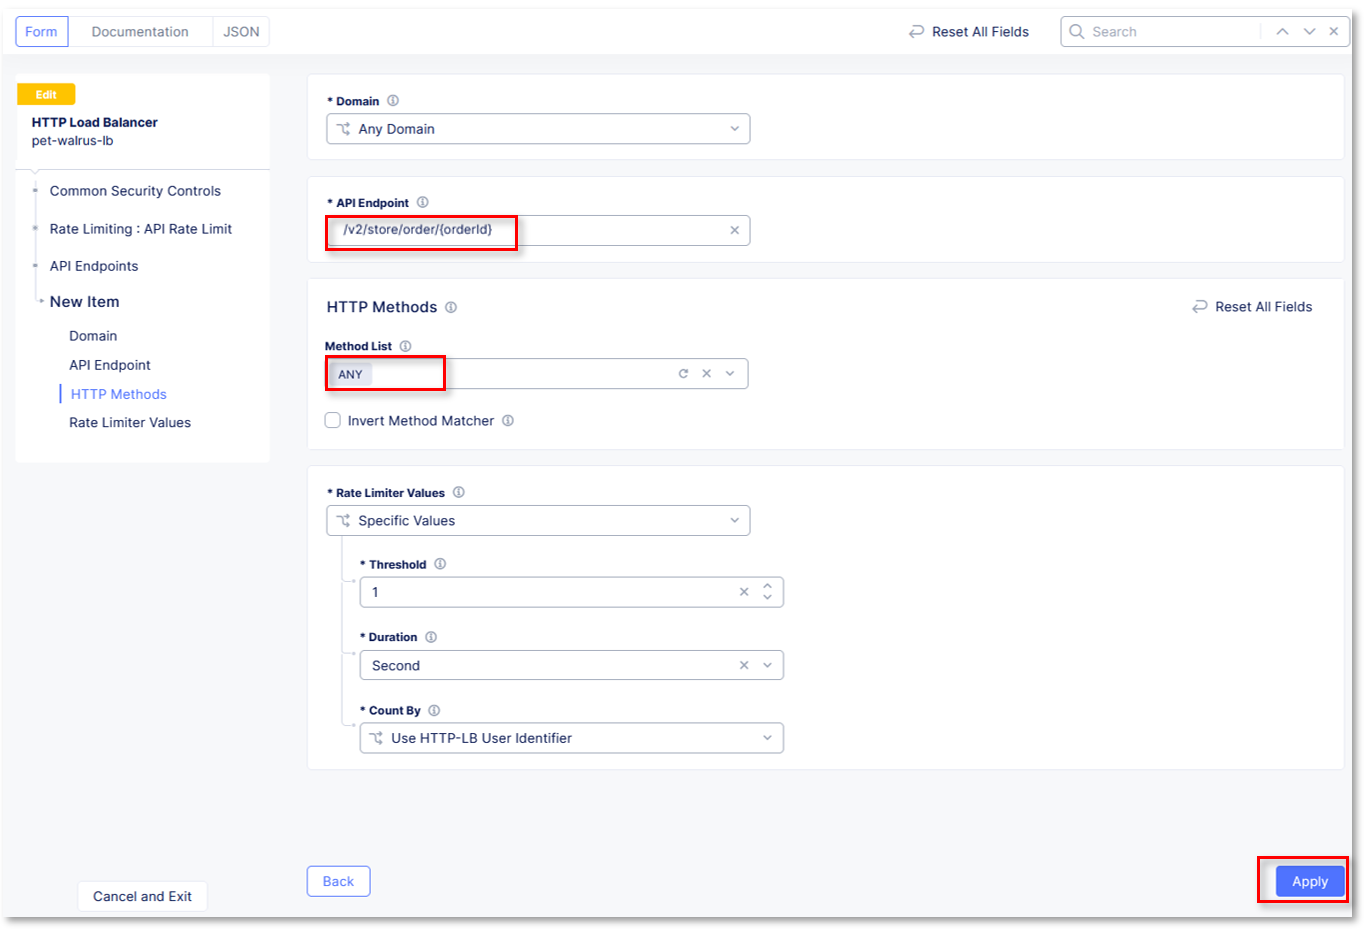 Form
Documentation
JSON
Reset All Fields
Search
Edit
HTTP Load Balancer
pet-walrus-lb
Common Security Controls
Rate Limiting : API Rate Limit
API Endpoints
New Item
Domain
API Endpoint
HTTP Methods
Rate Limiter Values
* Domain
Any Domain
* API Endpoint
/v2/store/order/{orderId}
HTTP Methods
Reset All Fields
Method List
ANY
Invert Method Matcher
* Rate Limiter Values
Specific Values
* Threshold
1
* Duration
Second
* Count By
Use HTTP-LB User Identifier
Back
Apply
Cancel and Exit